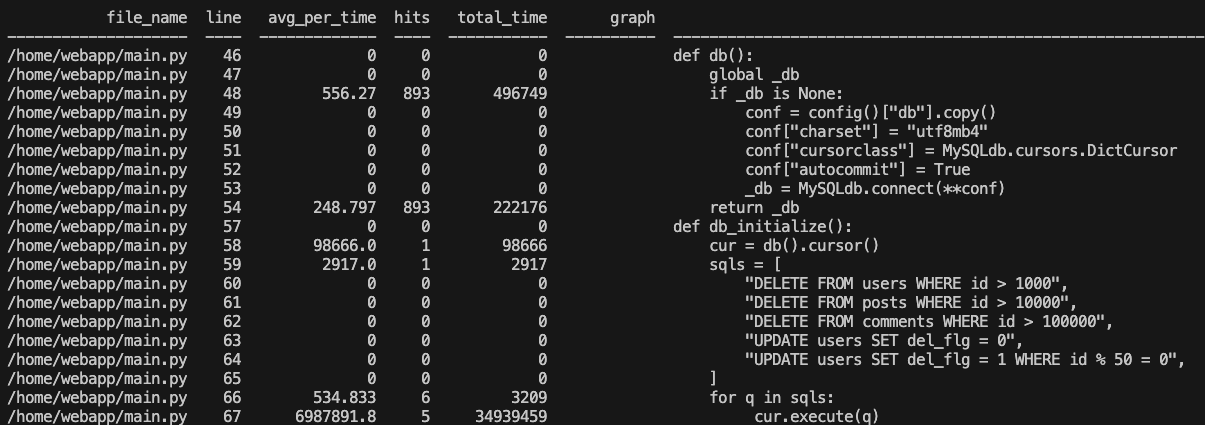 file_name  line  avg_per_time  hits  total_time  graph
--------------------  ----  -------------  ----  -----------  ----------  -----------------------------------------------------------
/home/webapp/main.py  46  0  0  0  def db():
/home/webapp/main.py  47  0  0  0  global _db
/home/webapp/main.py  48  556.27  893  496749  if _db is None:
/home/webapp/main.py  49  0  0  0  conf = config()["db"].copy()
/home/webapp/main.py  50  0  0  0  conf["charset"] = "utf8mb4"
/home/webapp/main.py  51  0  0  0  conf["cursorclass"] = MySQLdb.cursors.DictCursor
/home/webapp/main.py  52  0  0  0  conf["autocommit"] = True
/home/webapp/main.py  53  0  0  0  _db = MySQLdb.connect(**conf)
/home/webapp/main.py  54  248.797  893  222176  return _db
/home/webapp/main.py  57  0  0  0  def db_initialize():
/home/webapp/main.py  58  98666.0  1  98666  cur = db().cursor()
/home/webapp/main.py  59  2917.0  1  2917  sqls = [
/home/webapp/main.py  60  0  0  0  "DELETE FROM users WHERE id > 1000",
/home/webapp/main.py  61  0  0  0  "DELETE FROM posts WHERE id > 10000",
/home/webapp/main.py  62  0  0  0  "DELETE FROM comments WHERE id > 100000",
/home/webapp/main.py  63  0  0  0  "UPDATE users SET del_flg = 0",
/home/webapp/main.py  64  0  0  0  "UPDATE users SET del_flg = 1 WHERE id % 50 = 0",
/home/webapp/main.py  65  0  0  0  ]
/home/webapp/main.py  66  534.833  6  3209  for q in sqls:
/home/webapp/main.py  67  6987891.8  5  34939459  cur.execute(q)